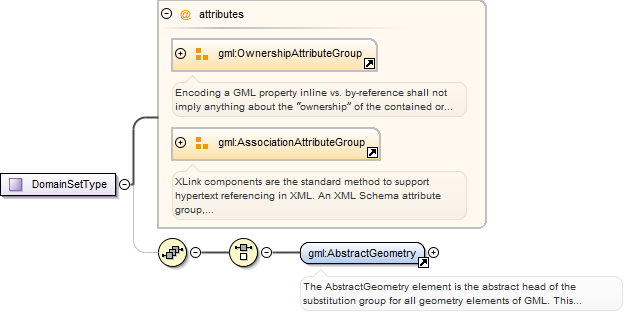 @ attributes
gml:OwnershipAttributeGroup
Encoding a GML property inline vs. by-reference shall not
imply anything about the "ownership" of the contained or...
gml:AssociationAttributeGroup
XLink components are the standard method to support
hypertext referencing in XML. An XML Schema attribute
group,...
DomainSetType
gml:AbstractGeometry
The AbstractGeometry element is the abstract head of the
substitution group for all geometry elements of GML. This...